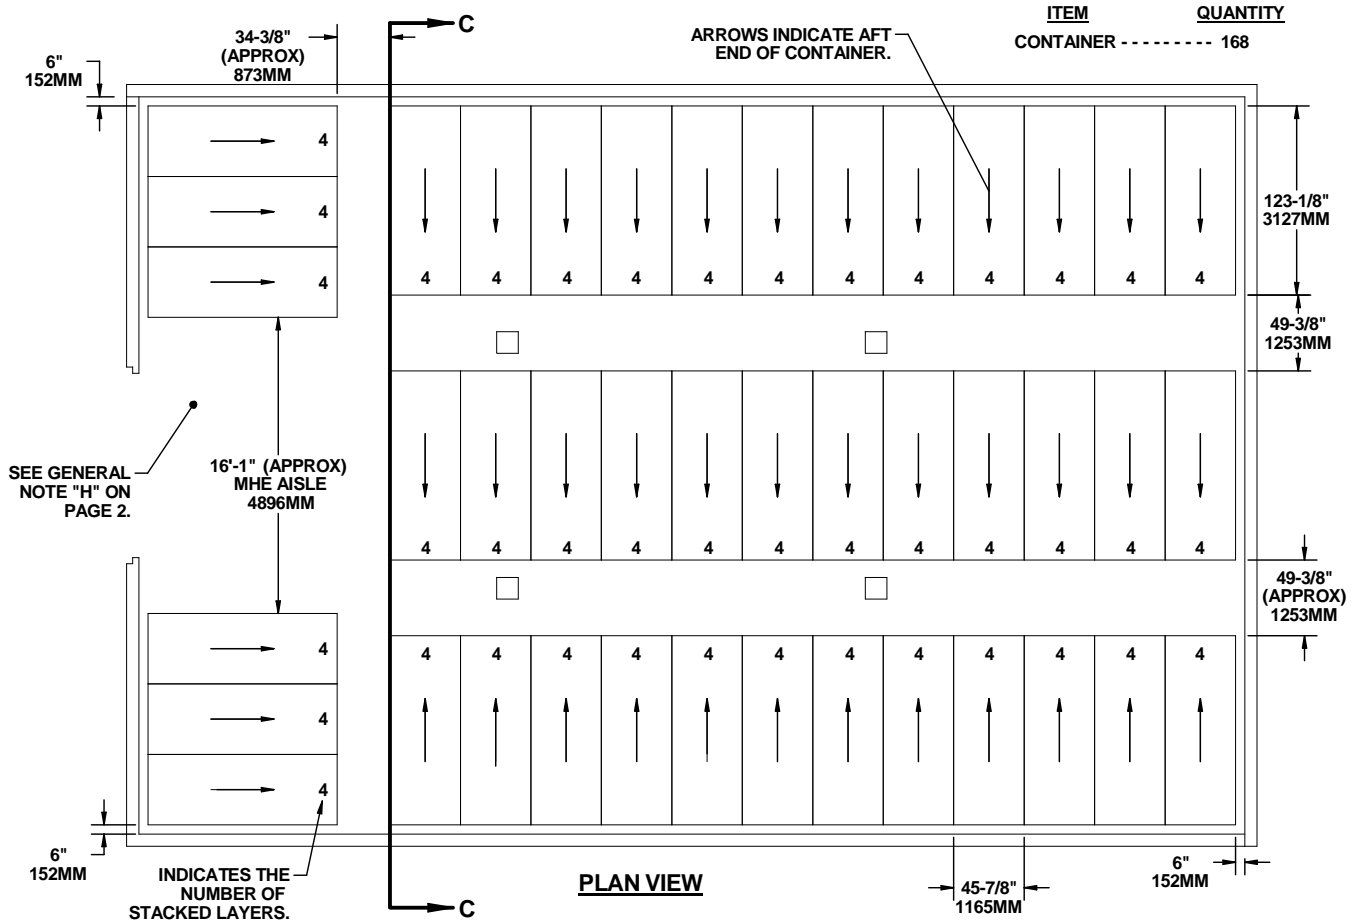 ITEM QUANTITY
CONTAINER - - - - - - - - 168
34-3/8"
(APPROX)
873MM
C
ARROWS INDICATE AFT
END OF CONTAINER.
6"
152MM
4
4
4
4 4 4 4 4 4 4 4 4 4 4 4
123-1/8"
3127MM
49-3/8"
1253MM
SEE GENERAL
NOTE "H" ON
PAGE 2.
16'-1" (APPROX)
MHE AISLE
4896MM
4 4 4 4 4 4 4 4 4 4 4 4
49-3/8"
(APPROX)
1253MM
4 4 4 4 4 4 4 4 4 4 4 4
4
4
4
6"
152MM
INDICATES THE
NUMBER OF
STACKED LAYERS.
C
PLAN VIEW
45-7/8"
1165MM
6"
152MM